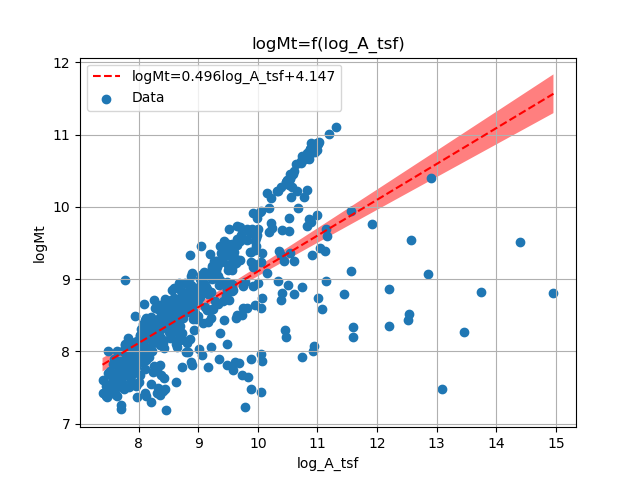 logMt=f(log_A_tsf)
logMt=0.496log_A_tsf+4.147
Data
12
11
10
9
8
7
logMt
8 9 10 11 12 13 14 15
log_A_tsf